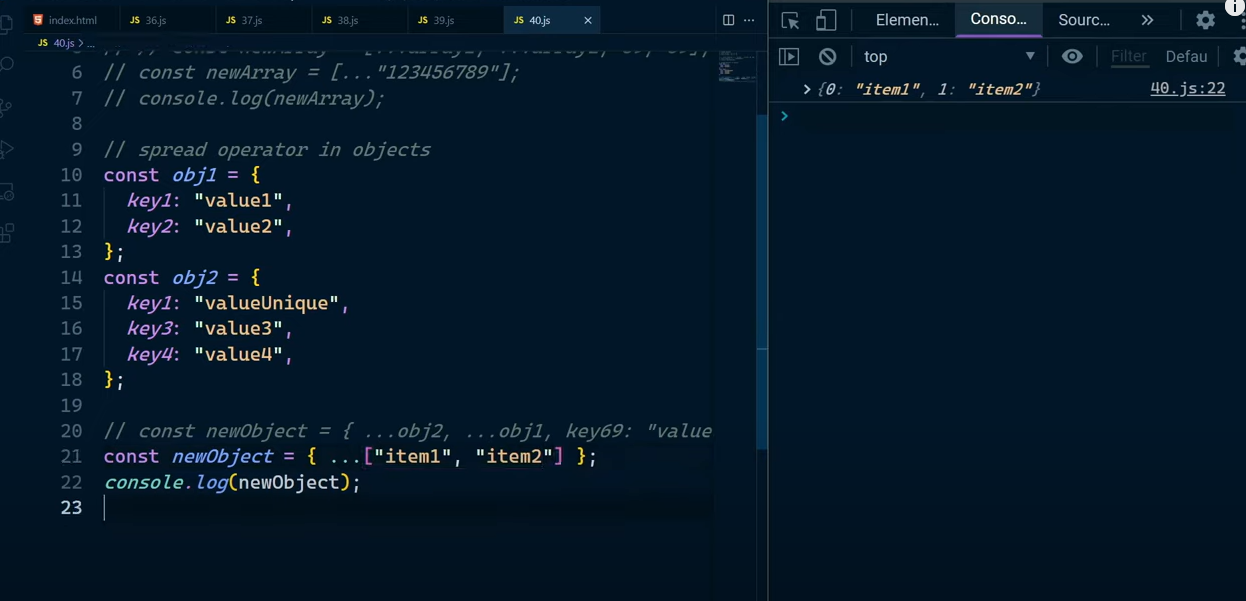 index.html JS 36.js JS 37.js JS 38.js JS 39.js JS 40.js ×
JS 40.js > ...
6 // const newArray = [..."123456789"];
7 // console.log(newArray);
8
9 // spread operator in objects
10 const obj1 = {
11 key1: "value1",
12 key2: "value2",
13 };
14 const obj2 = {
15 key1: "valueUnique",
16 key3: "value3",
17 key4: "value4",
18 };
19
20 // const newObject = { ...obj2, ...obj1, key69: "value
21 const newObject = { ...["item1", "item2"] };
22 console.log(newObject);
23
Elemen... Conso... Sourc... »
top Filter Defau
> {0: "item1", 1: "item2"} 40.js:22
>